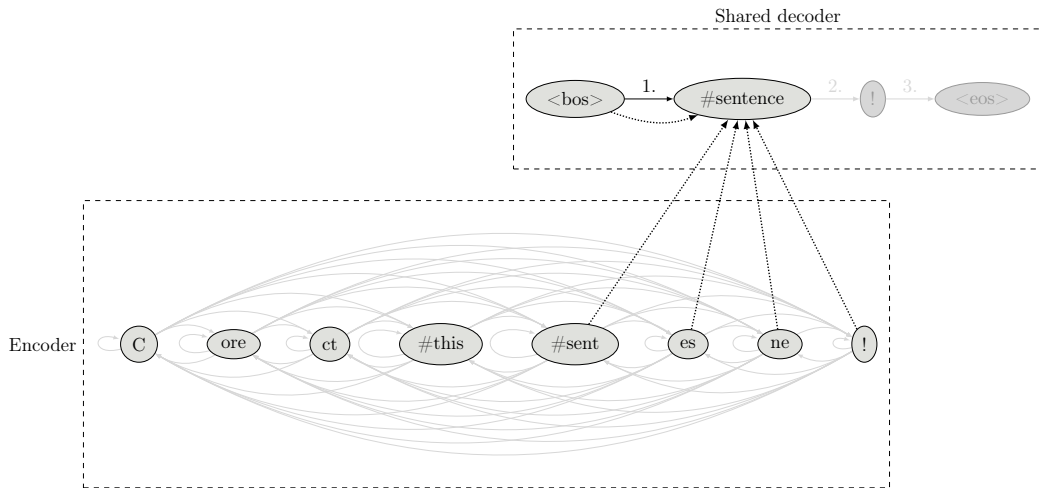 Shared decoder
1. 2. 3.
<bos> #sentence ! <eos>
Encoder C ore ct #this #sent es ne !